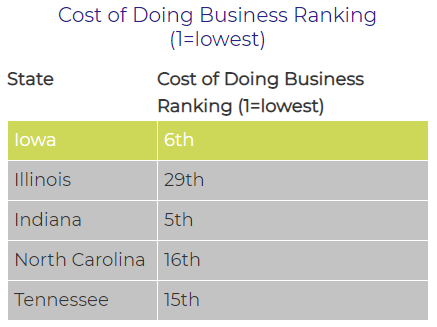 Cost of Doing Business Ranking
(1=lowest)
State Cost of Doing Business
Ranking (1=lowest)
Iowa 6th
Illinois 29th
Indiana 5th
North Carolina 16th
Tennessee 15th